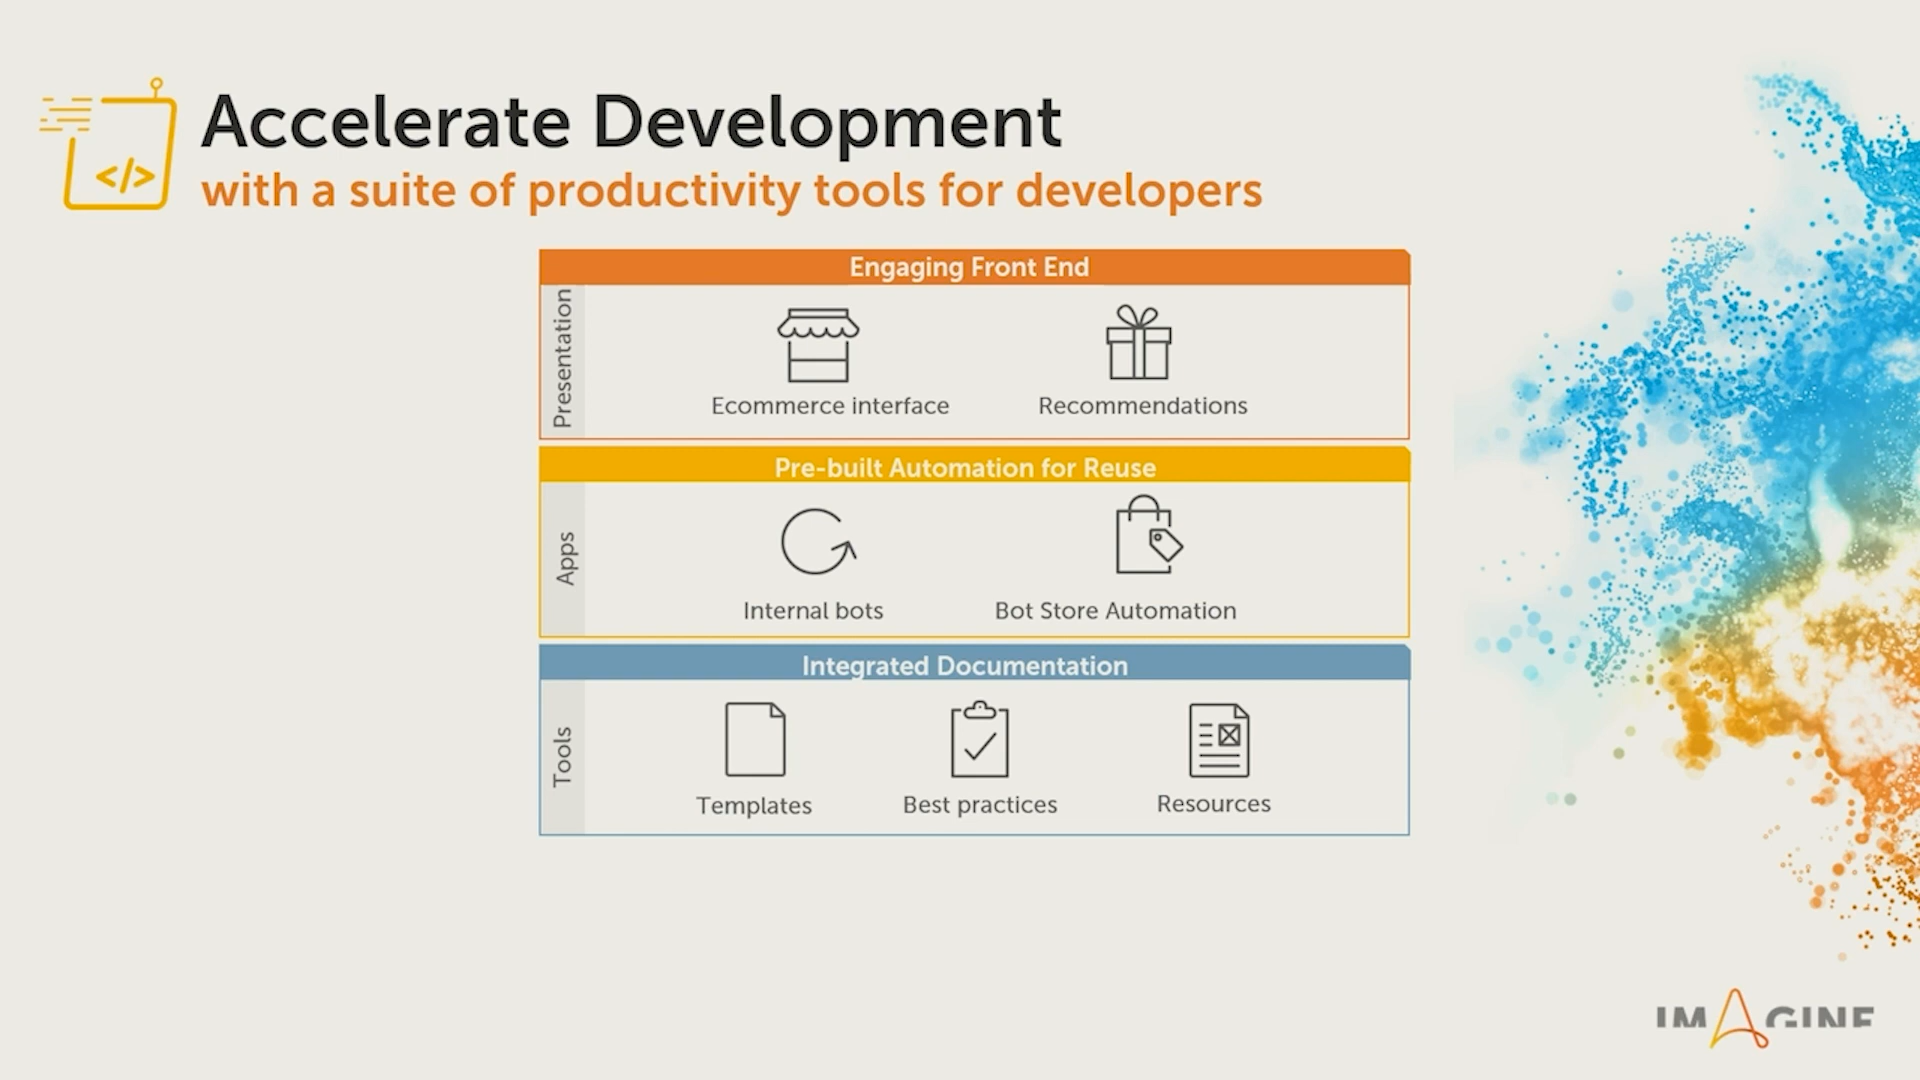 Accelerate Development
with a suite of productivity tools for developers
</>
Engaging Front End
Presentation
Ecommerce interface
Recommendations
Pre-built Automation for Reuse
Apps
Internal bots
Bot Store Automation
Integrated Documentation
Tools
Templates
Best practices
Resources
IMAGINE